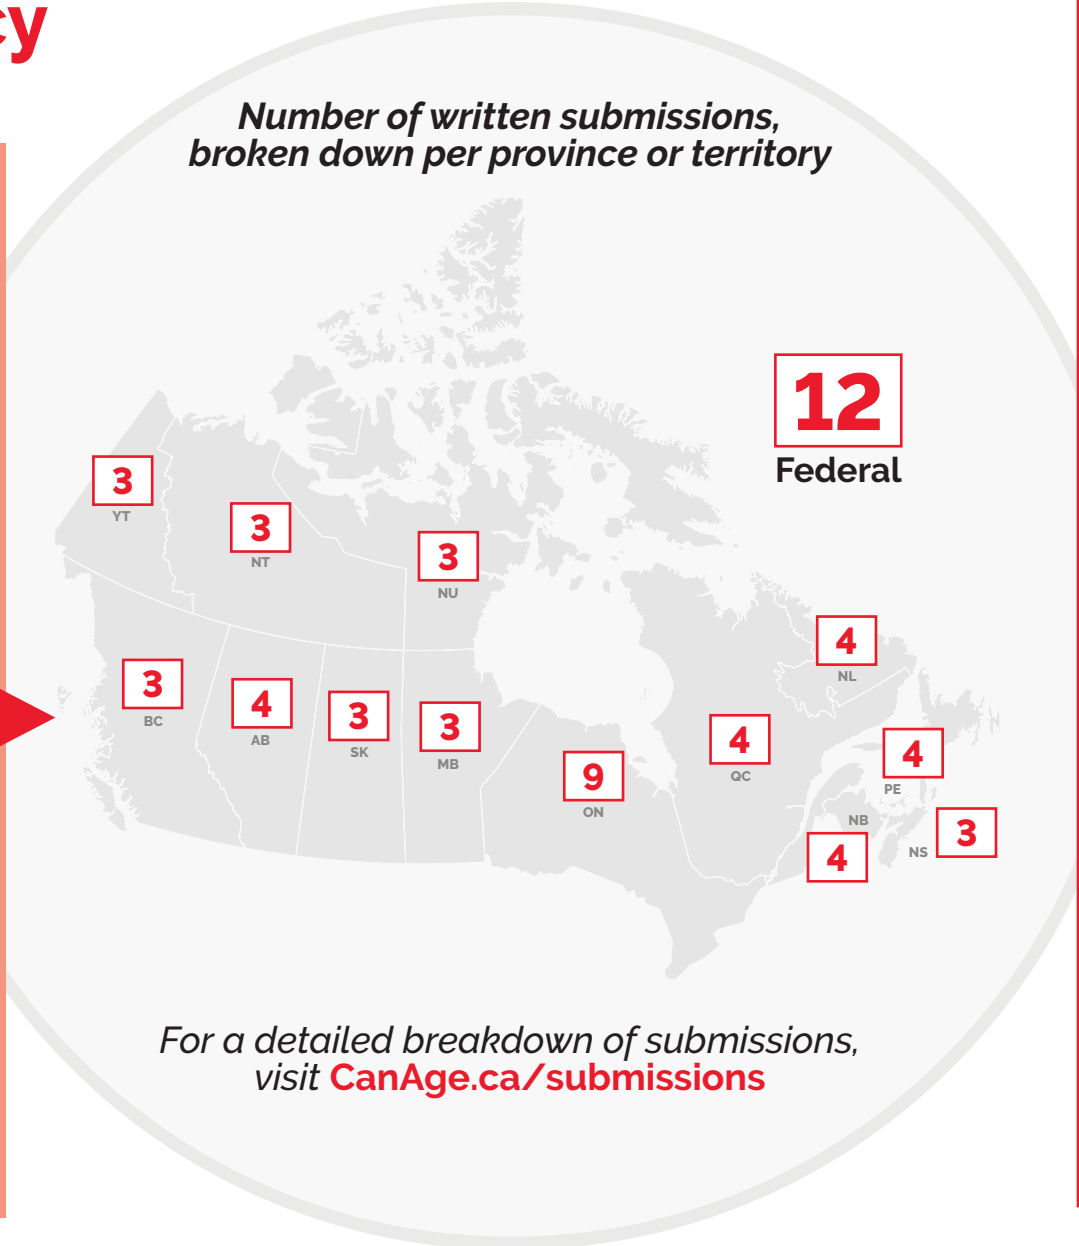 cy
Number of written submissions,
broken down per province or territory
12
Federal
3
YT
3
NT
3
NU
4
NL
3
BC
4
AB
3
SK
3
MB
9
ON
4
QC
4
PE
NB
4
NS
3
For a detailed breakdown of submissions,
visit CanAge.ca/submissions